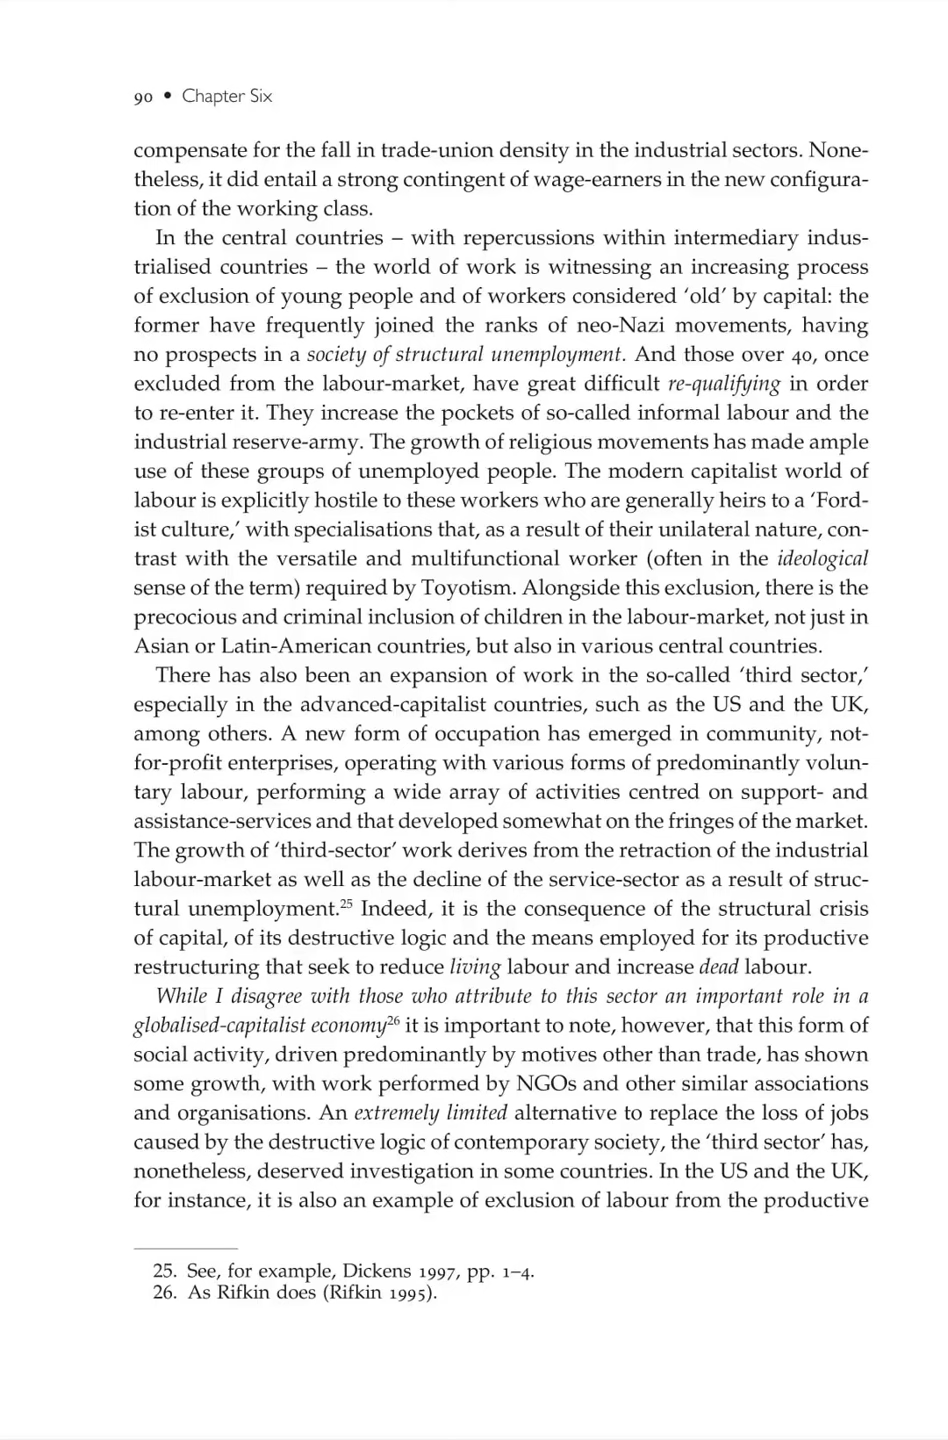 90 • Chapter Six
compensate for the fall in trade-union density in the industrial sectors. None-
theless, it did entail a strong contingent of wage-earners in the new configura-
tion of the working class.
In the central countries – with repercussions within intermediary indus-
trialised countries – the world of work is witnessing an increasing process
of exclusion of young people and of workers considered ‘old’ by capital: the
former have frequently joined the ranks of neo-Nazi movements, having
no prospects in a society of structural unemployment. And those over 40, once
excluded from the labour-market, have great difficult re-qualifying in order
to re-enter it. They increase the pockets of so-called informal labour and the
industrial reserve-army. The growth of religious movements has made ample
use of these groups of unemployed people. The modern capitalist world of
labour is explicitly hostile to these workers who are generally heirs to a ‘Ford-
ist culture,’ with specialisations that, as a result of their unilateral nature, con-
trast with the versatile and multifunctional worker (often in the ideological
sense of the term) required by Toyotism. Alongside this exclusion, there is the
precocious and criminal inclusion of children in the labour-market, not just in
Asian or Latin-American countries, but also in various central countries.
There has also been an expansion of work in the so-called ‘third sector,’
especially in the advanced-capitalist countries, such as the US and the UK,
among others. A new form of occupation has emerged in community, not-
for-profit enterprises, operating with various forms of predominantly volun-
tary labour, performing a wide array of activities centred on support- and
assistance-services and that developed somewhat on the fringes of the market.
The growth of ‘third-sector’ work derives from the retraction of the industrial
labour-market as well as the decline of the service-sector as a result of struc-
tural unemployment.25 Indeed, it is the consequence of the structural crisis
of capital, of its destructive logic and the means employed for its productive
restructuring that seek to reduce living labour and increase dead labour.
While I disagree with those who attribute to this sector an important role in a
globalised-capitalist economy26 it is important to note, however, that this form of
social activity, driven predominantly by motives other than trade, has shown
some growth, with work performed by NGOs and other similar associations
and organisations. An extremely limited alternative to replace the loss of jobs
caused by the destructive logic of contemporary society, the ‘third sector’ has,
nonetheless, deserved investigation in some countries. In the US and the UK,
for instance, it is also an example of exclusion of labour from the productive
25. See, for example, Dickens 1997, pp. 1–4.
26. As Rifkin does (Rifkin 1995).